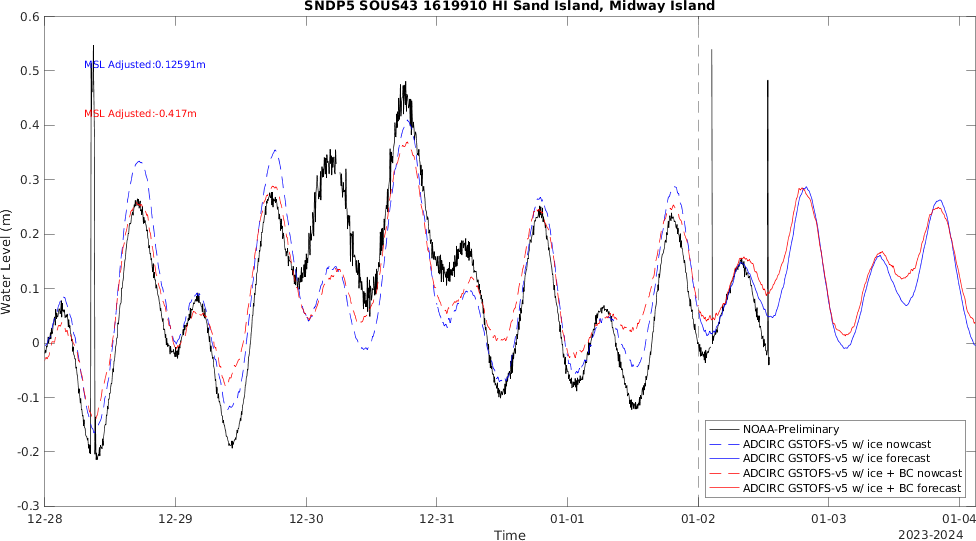 SNDP5 SOUS43 1619910 HI Sand Island, Midway Island
0.6
0.5
MSL Adjusted:0.12591m
MSL Adjusted:-0.417m
0.4
0.3
0.2
Water Level (m)
0.1
0
-0.1
-0.2
-0.3
NOAA-Preliminary
ADCIRC GSTOFS-v5 w/ ice nowcast
ADCIRC GSTOFS-v5 w/ ice forecast
ADCIRC GSTOFS-v5 w/ ice + BC nowcast
ADCIRC GSTOFS-v5 w/ ice + BC forecast
12-28 12-29 12-30 12-31 01-01 01-02 01-03 01-04
Time
2023-2024